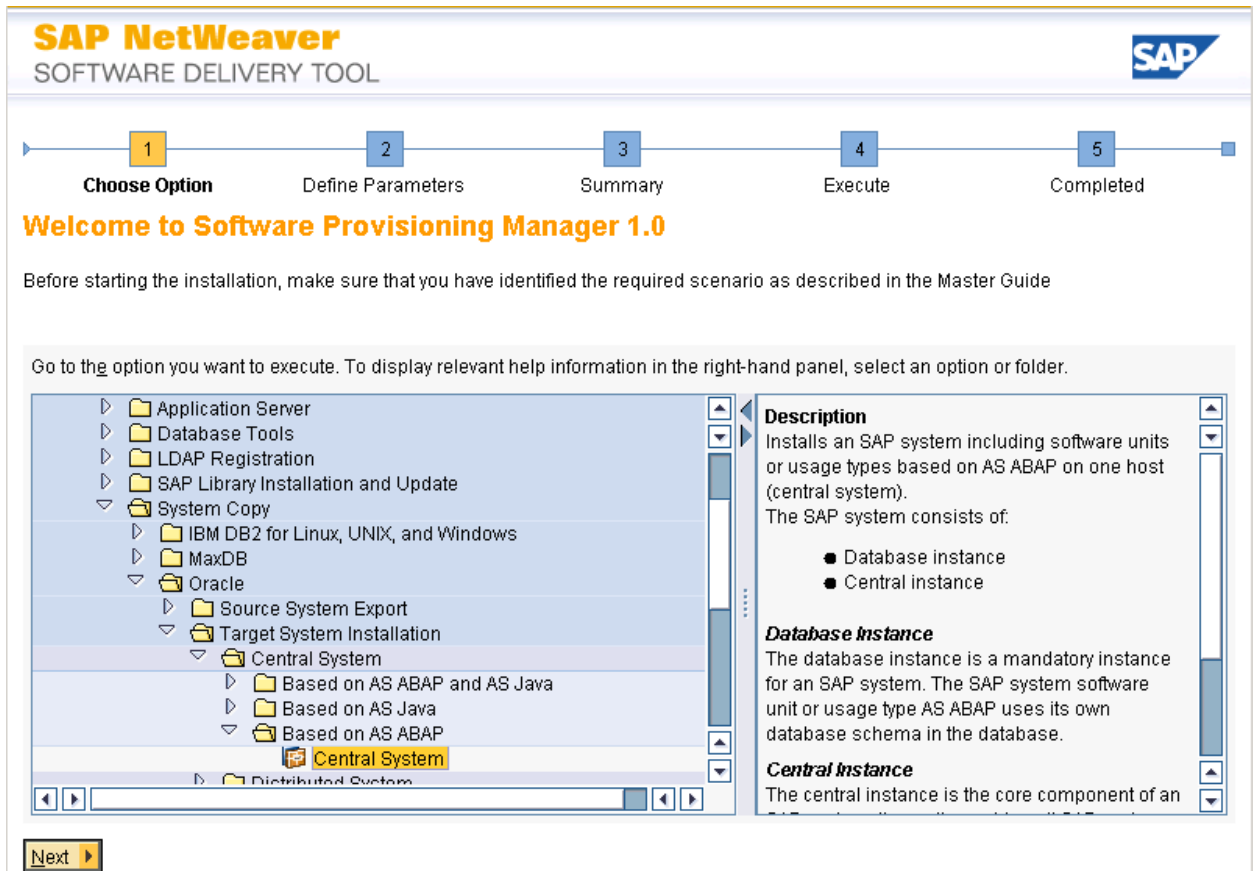 SAP NetWeaver
SOFTWARE DELIVERY TOOL
SAP
1
2
3
4
5
Choose Option
Define Parameters
Summary
Execute
Completed
Welcome to Software Provisioning Manager 1.0
Before starting the installation, make sure that you have identified the required scenario as described in the Master Guide
Go to the option you want to execute. To display relevant help information in the right-hand panel, select an option or folder.
Application Server
Database Tools
LDAP Registration
SAP Library Installation and Update
System Copy
IBM DB2 for Linux, UNIX, and Windows
MaxDB
Oracle
Source System Export
Target System Installation
Central System
Based on AS ABAP and AS Java
Based on AS Java
Based on AS ABAP
Central System
Distributed System
Description
Installs an SAP system including software units
or usage types based on AS ABAP on one host
(central system).
The SAP system consists of:
Database instance
Central instance
Database Instance
The database instance is a mandatory instance
for an SAP system. The SAP system software
unit or usage type AS ABAP uses its own
database schema in the database.
Central Instance
The central instance is the core component of an
Next